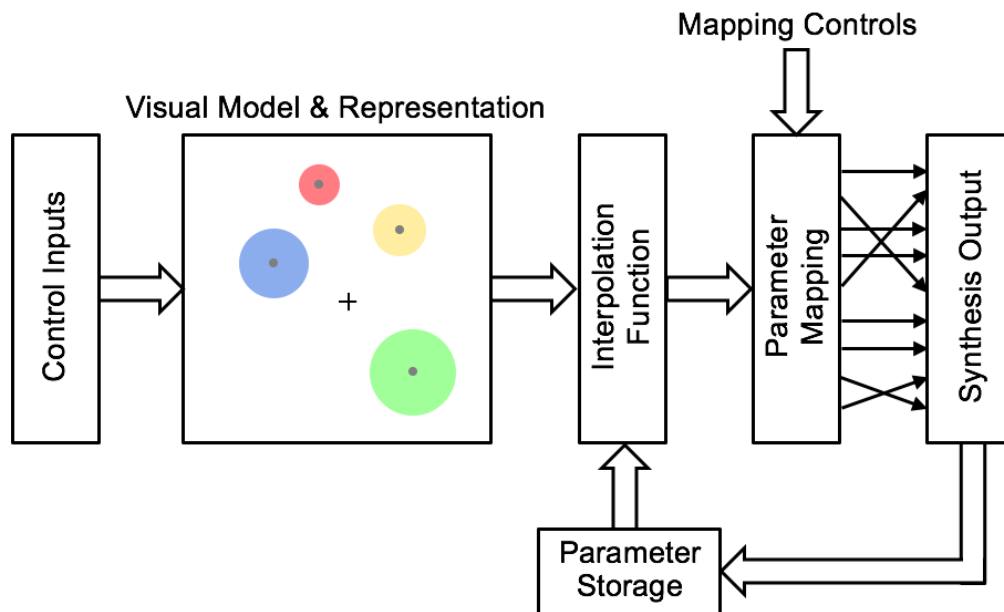 Mapping Controls
Visual Model & Representation
Control Inputs
Interpolation
Function
Parameter
Mapping
Synthesis Output
Parameter
Storage